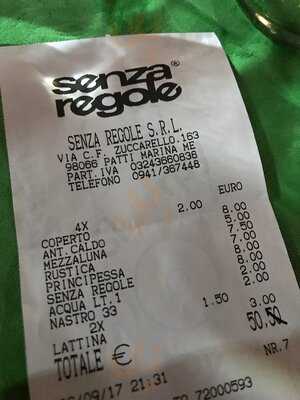 senza
regole®
SENZA REGOLE S.R.L.
VIA C.F. ZUCCARELLO,163
98066 PATTI MARINA ME
PART.IVA 03243660836
TELEFONO 0941/367448
EURO
4X 2.00
COPERTO 8.00
ANT.CALDO 5.00
MEZZALUNA 7.50
RUSTICA 7.00
PRINCIPESSA 8.00
SENZA REGOLE 8.00
ACQUA LT.1 2.00
NASTRO 33 2.00
2X 1.50
LATTINA 3.00
TOTALE € 50.50
/09/17 21:31 NR.7
72000593